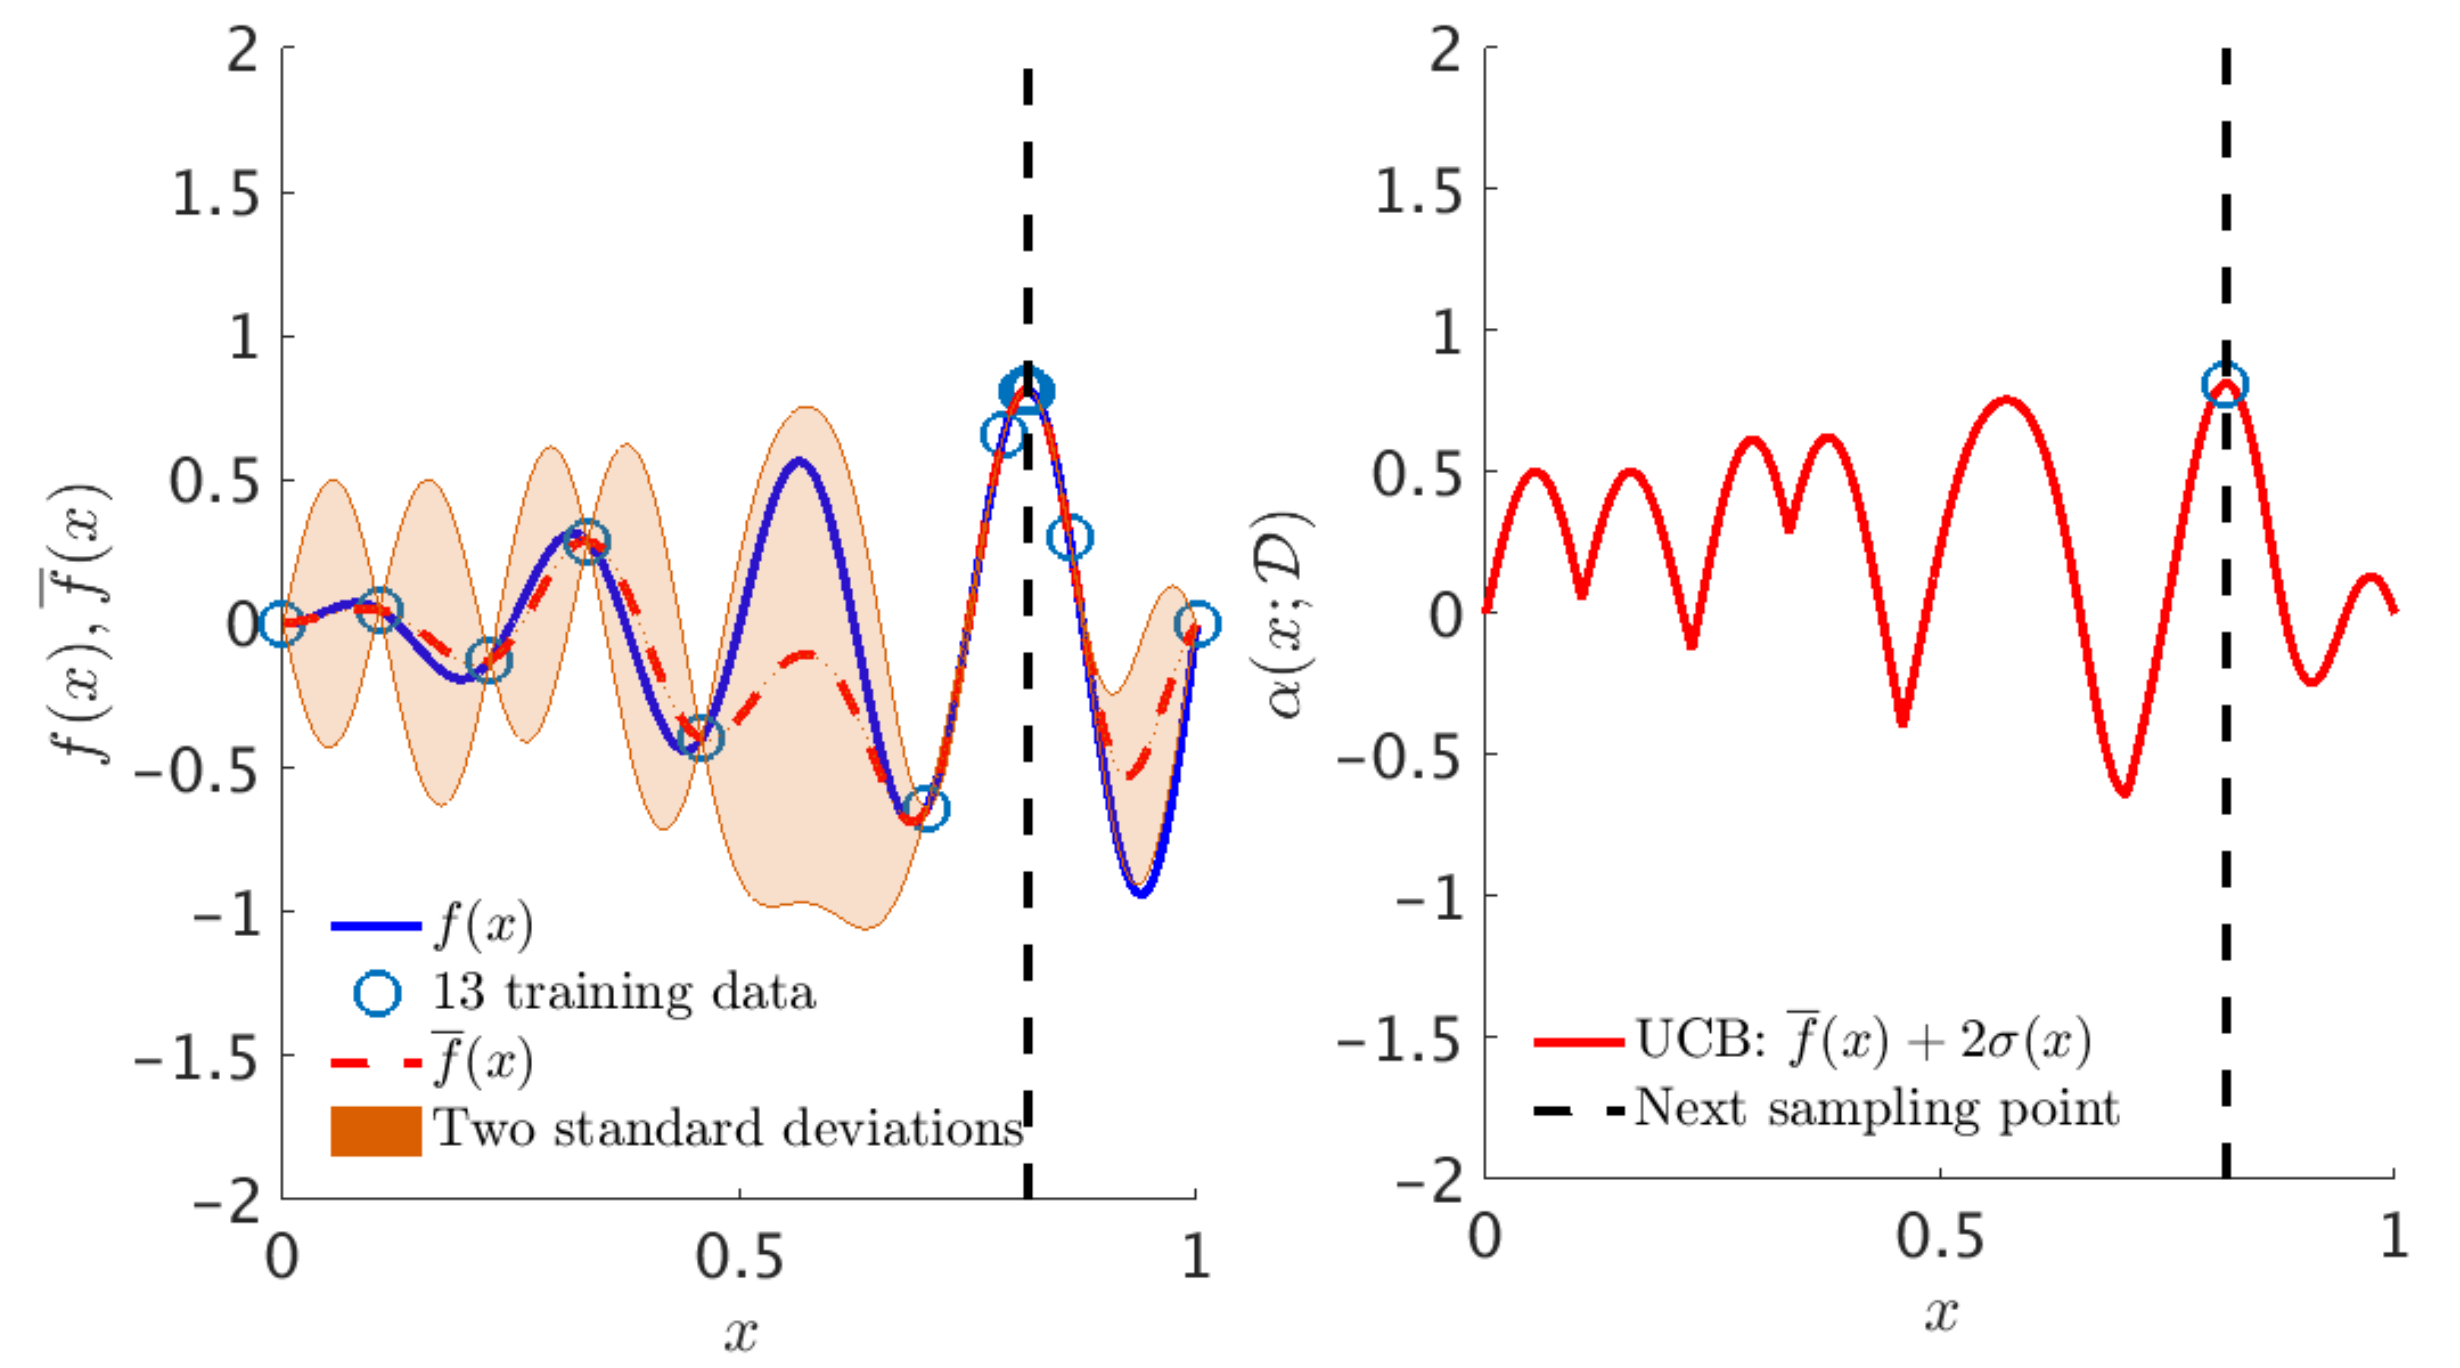 2
1.5
1
0.5
0
-0.5
-1
-1.5
-2
0
0.5
1
x
f(x), f̅(x)
f(x)
13 training data
f̅(x)
Two standard deviations
2
1.5
1
0.5
0
-0.5
-1
-1.5
-2
0
0.5
1
x
α(x; 𝒟)
UCB: f̅(x) + 2σ(x)
Next sampling point